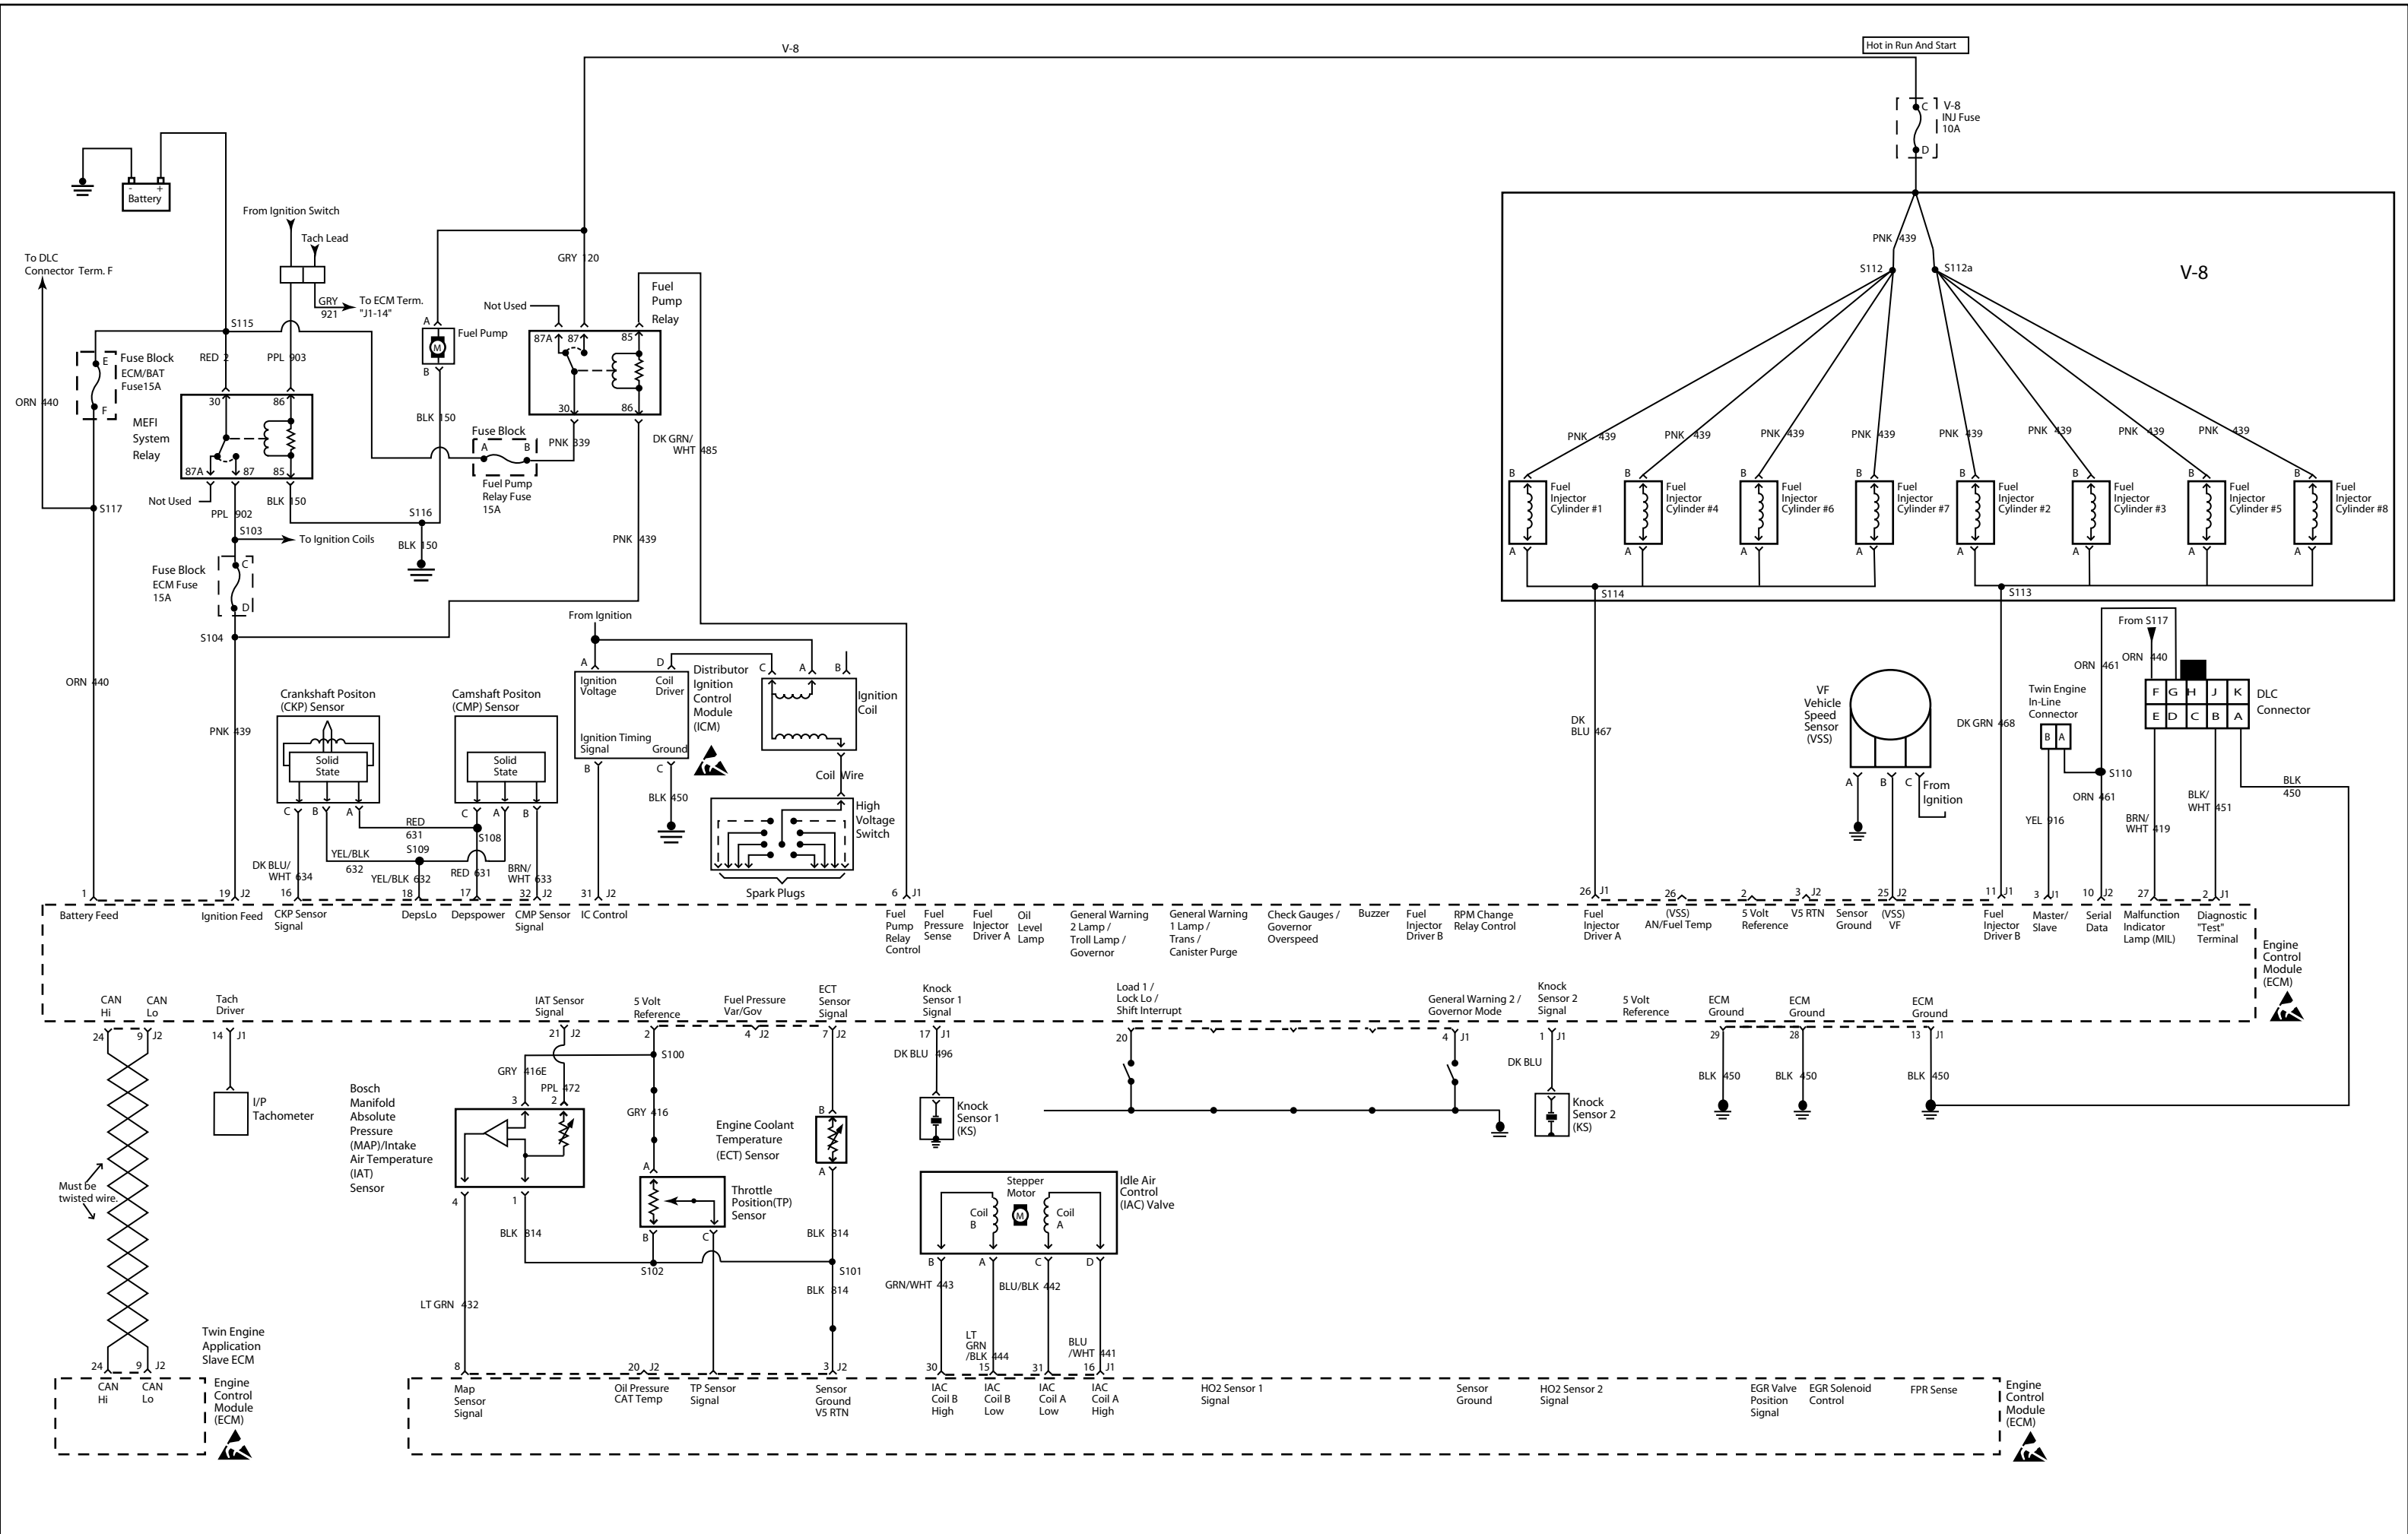 V-8
Hot in Run And Start
C
V-8
INJ Fuse
10A
D
-
+
Battery
From Ignition Switch
Tach Lead
To DLC
Connector Term. F
GRY
921
To ECM Term.
"J1-14"
S115
RED 2
PPL 903
E
Fuse Block
ECM/BAT
Fuse15A
F
ORN 440
MEFI
System
Relay
30
86
87A
87
85
Not Used
PPL 902
BLK 150
S117
S103
To Ignition Coils
Fuse Block
ECM Fuse
15A
C
D
S104
ORN 440
PNK 439
GRY 120
Not Used
Fuel
Pump
Relay
A
Fuel Pump
M
B
87A
87
85
30
86
BLK 150
Fuse Block
A
B
PNK 339
Fuel Pump
Relay Fuse
15A
DK GRN/
WHT 485
S116
BLK 150
PNK 439
PNK 439
S112
S112a
V-8
PNK 439
PNK 439
PNK 439
PNK 439
PNK 439
PNK 439
PNK 439
PNK 439
B
B
B
B
B
B
B
B
Fuel
Injector
Cylinder #1
Fuel
Injector
Cylinder #4
Fuel
Injector
Cylinder #6
Fuel
Injector
Cylinder #7
Fuel
Injector
Cylinder #2
Fuel
Injector
Cylinder #3
Fuel
Injector
Cylinder #5
Fuel
Injector
Cylinder #8
A
A
A
A
A
A
A
A
S114
S113
Crankshaft Positon
(CKP) Sensor
Solid
State
C
B
A
Camshaft Positon
(CMP) Sensor
Solid
State
C
A
B
RED
631
S108
YEL/BLK
632
S109
DK BLU/
WHT 634
YEL/BLK 632
RED 631
BRN/
WHT 633
From Ignition
A
D
Ignition
Voltage
Coil
Driver
Ignition Timing
Signal
Ground
B
C
Distributor
Ignition
Control
Module
(ICM)
BLK 450
C
A
B
Ignition
Coil
Coil Wire
High
Voltage
Switch
Spark Plugs
DK
BLU 467
VF
Vehicle
Speed
Sensor
(VSS)
A
B
C
From
Ignition
DK GRN 468
Twin Engine
In-Line
Connector
B A
YEL 916
From S117
ORN 461
ORN 440
F G H J K
E D C B A
DLC
Connector
S110
ORN 461
BRN/
WHT 419
BLK/
WHT 451
BLK
450
1
19 J2
16
18
17
32 J2
31 J2
6 J1
26 J1
26
2
3 J2
25 J2
11 J1
3 J1
10 J2
27
2 J1
Battery Feed
Ignition Feed
CKP Sensor
Signal
DepsLo
Depspower
CMP Sensor
Signal
IC Control
Fuel
Pump
Relay
Control
Fuel
Pressure
Sense
Fuel
Injector
Driver A
Oil
Level
Lamp
General Warning
2 Lamp /
Troll Lamp /
Governor
General Warning
1 Lamp /
Trans /
Canister Purge
Check Gauges /
Governor
Overspeed
Buzzer
Fuel
Injector
Driver B
RPM Change
Relay Control
Fuel
Injector
Driver A
(VSS)
AN/Fuel Temp
5 Volt
Reference
V5 RTN
Sensor
Ground
(VSS)
VF
Fuel
Injector
Driver B
Master/
Slave
Serial
Data
Malfunction
Indicator
Lamp (MIL)
Diagnostic
"Test"
Terminal
Engine
Control
Module
(ECM)
CAN
Hi
CAN
Lo
Tach
Driver
IAT Sensor
Signal
5 Volt
Reference
Fuel Pressure
Var/Gov
ECT
Sensor
Signal
Knock
Sensor 1
Signal
Load 1 /
Lock Lo /
Shift Interrupt
General Warning 2 /
Governor Mode
Knock
Sensor 2
Signal
5 Volt
Reference
ECM
Ground
ECM
Ground
ECM
Ground
24
9 J2
14 J1
21 J2
2
4 J2
7 J2
17 J1
20
4 J1
1 J1
29
28
13 J1
Must be
twisted wire.
I/P
Tachometer
Bosch
Manifold
Absolute
Pressure
(MAP)/Intake
Air Temperature
(IAT)
Sensor
GRY 416E
PPL 472
3
2
4
1
S100
GRY 416
A
B
C
Throttle
Position(TP)
Sensor
Engine Coolant
Temperature
(ECT) Sensor
B
A
BLK 814
BLK 814
S102
S101
BLK 814
LT GRN 432
DK BLU 496
Knock
Sensor 1
(KS)
DK BLU
Knock
Sensor 2
(KS)
BLK 450
BLK 450
BLK 450
Stepper
Motor
Coil
B
M
Coil
A
Idle Air
Control
(IAC) Valve
B
A
C
D
GRN/WHT 443
BLU/BLK 442
LT
GRN
/BLK 444
BLU
/WHT 441
Twin Engine
Application
Slave ECM
24
9 J2
CAN
Hi
CAN
Lo
Engine
Control
Module
(ECM)
8
20 J2
3 J2
30
15
31
16 J1
Map
Sensor
Signal
Oil Pressure
CAT Temp
TP Sensor
Signal
Sensor
Ground
V5 RTN
IAC
Coil B
High
IAC
Coil B
Low
IAC
Coil A
Low
IAC
Coil A
High
HO2 Sensor 1
Signal
Sensor
Ground
HO2 Sensor 2
Signal
EGR Valve
Position
Signal
EGR Solenoid
Control
FPR Sense
Engine
Control
Module
(ECM)